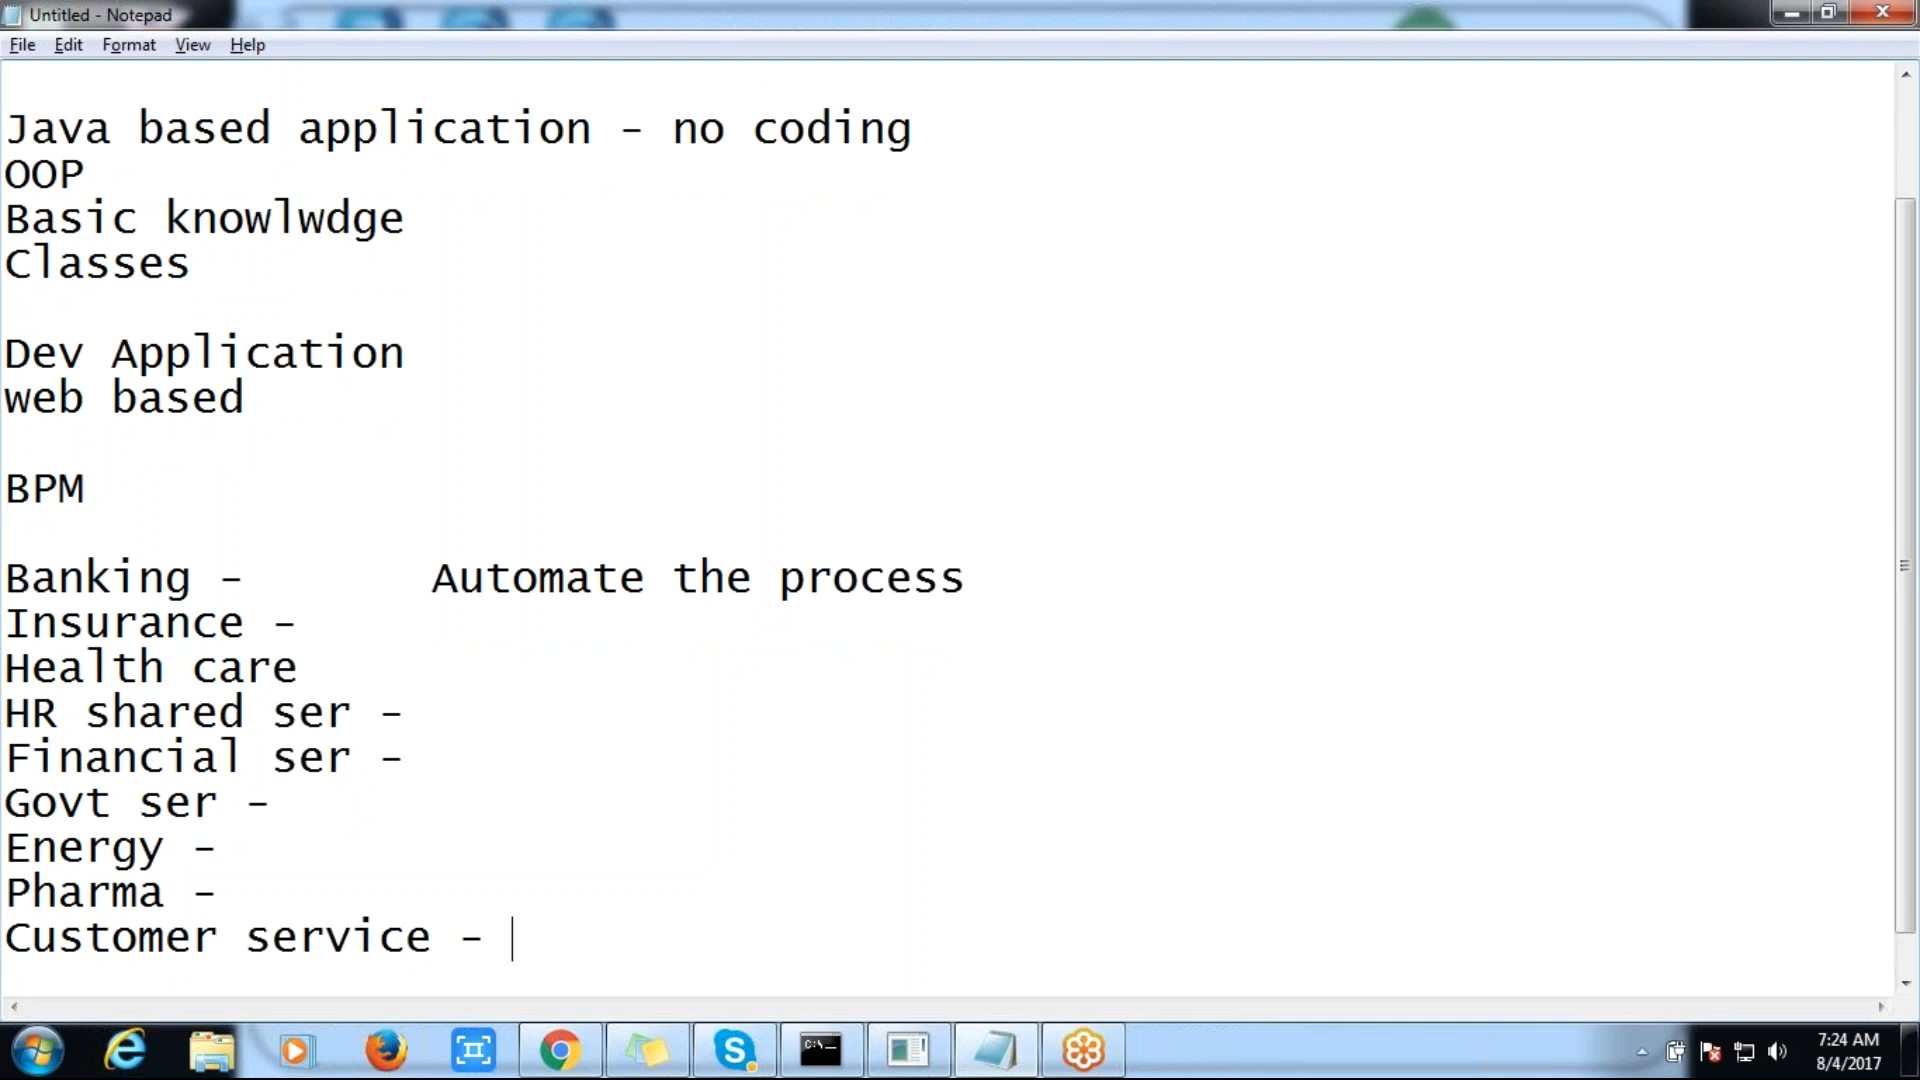 Untitled - Notepad
File Edit Format View Help
Java based application - no coding
OOP
Basic knowlwdge
Classes
Dev Application
web based
BPM
Banking - Automate the process
Insurance -
Health care
HR shared ser -
Financial ser -
Govt ser -
Energy -
Pharma -
Customer service -
C:\_
7:24 AM
8/4/2017